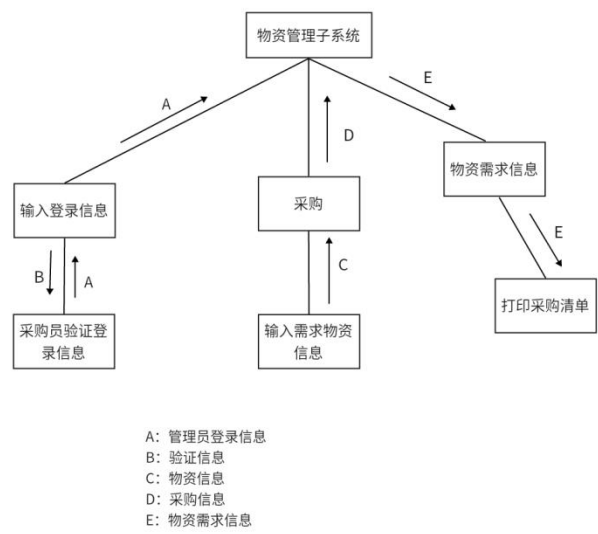 物资管理子系统
A
E
D
物资需求信息
输入登录信息
采购
E
B
A
C
打印采购清单
采购员验证登
录信息
输入需求物资
信息
A：管理员登录信息
B：验证信息
C：物资信息
D：采购信息
E：物资需求信息